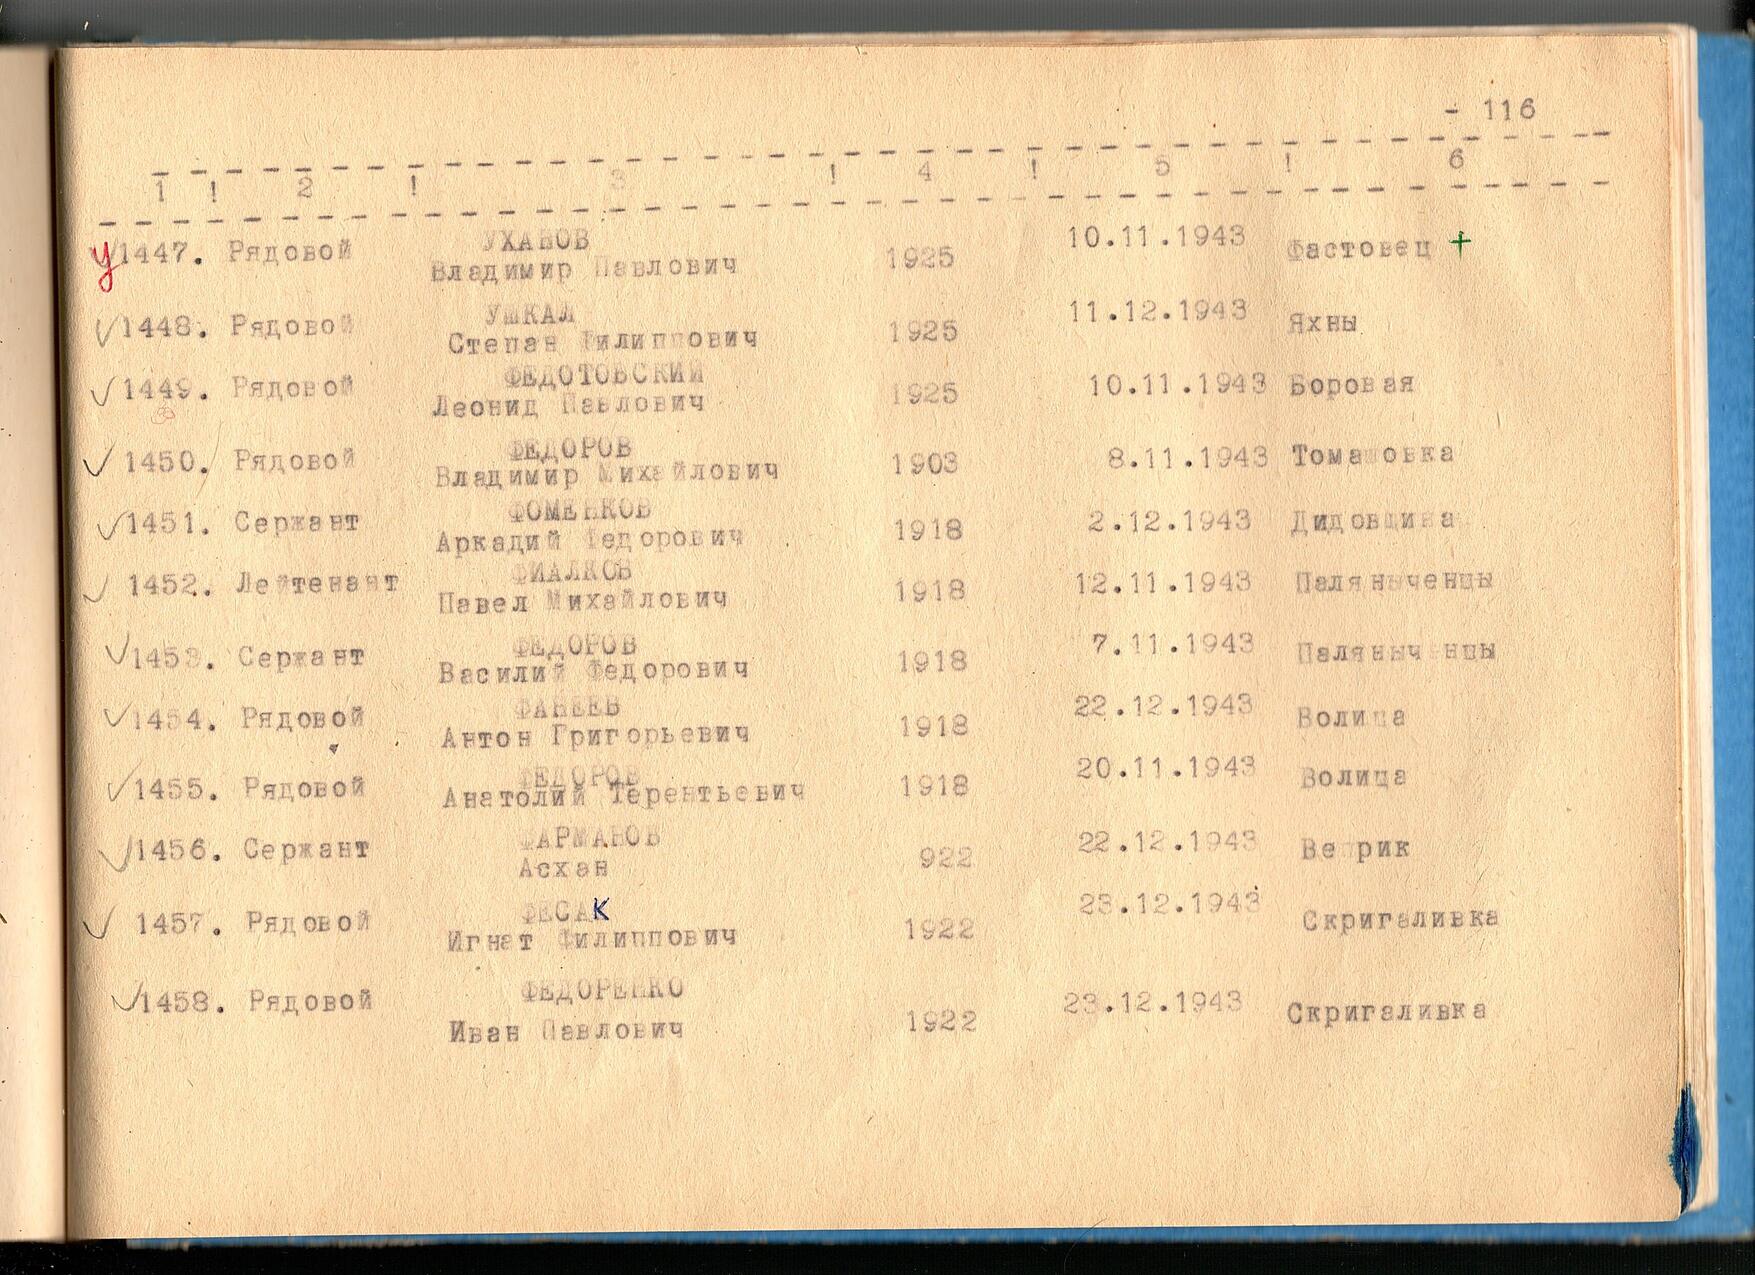 - 116
1 ! 2 ! 3 ! 4 ! 5 ! 6
У 1447. Рядовой УХАНОВ Владимир Павлович 1925 10.11.1943 Фастовец +
1448. Рядовой УШКАЛ Степан Филиппович 1925 11.12.1943 Яхны
1449. Рядовой ФЕДОТОВСКИЙ Леонид Павлович 1925 10.11.1943 Боровая
1450. Рядовой ФЕДОРОВ Владимир Михайлович 1903 8.11.1943 Томашовка
1451. Сержант ФОМЕНКОВ Аркадий Федорович 1918 2.12.1943 Дидовщина
1452. Лейтенант ФИАЛКОВ Павел Михайлович 1918 12.11.1943 Паляныченцы
1453. Сержант ФЕДОРОВ Василий Федорович 1918 7.11.1943 Паляныченцы
1454. Рядовой ФАНЕЕВ Антон Григорьевич 1918 22.12.1943 Волица
1455. Рядовой ФЕДОРОВ Анатолий Терентьевич 1918 20.11.1943 Волица
1456. Сержант ФАРМАНОВ Асхан 922 22.12.1943 Веприк
1457. Рядовой ФЕСАК Игнат Филиппович 1922 23.12.1943 Скригаливка
1458. Рядовой ФЕДОРЕНКО Иван Павлович 1922 23.12.1943 Скригаливка